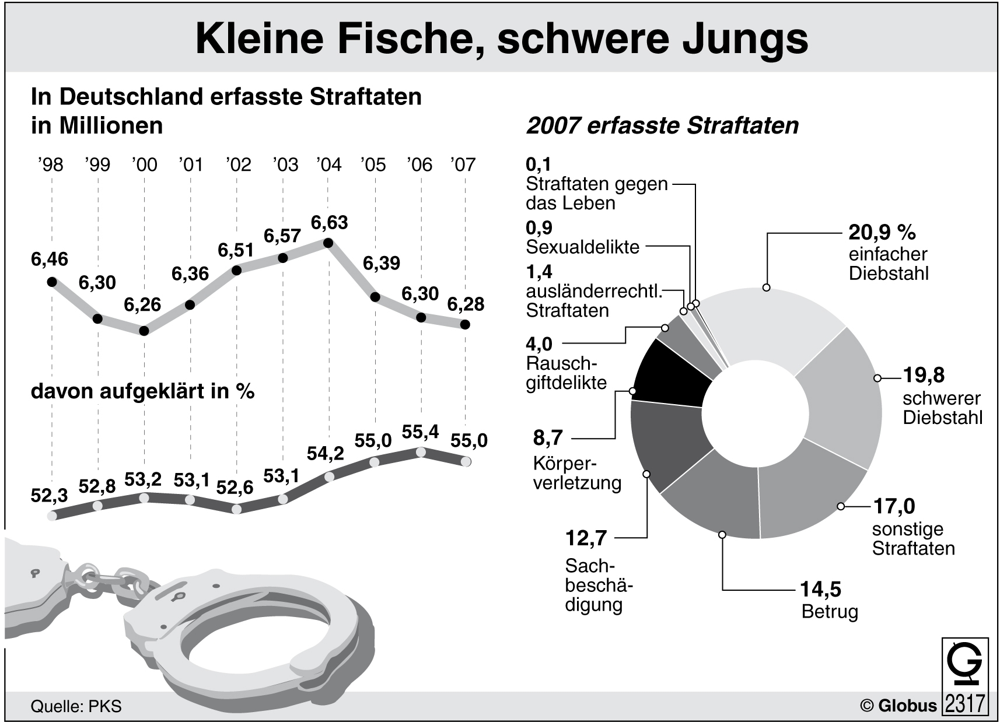 Kleine Fische, schwere Jungs
In Deutschland erfasste Straftaten
in Millionen
’98 ’99 ’00 ’01 ’02 ’03 ’04 ’05 ’06 ’07
6,46 6,30 6,26 6,36 6,51 6,57 6,63 6,39 6,30 6,28
davon aufgeklärt in %
52,3 52,8 53,2 53,1 52,6 53,1 54,2 55,0 55,4 55,0
2007 erfasste Straftaten
0,1
Straftaten gegen
das Leben
0,9
Sexualdelikte
1,4
ausländerrechtl.
Straftaten
4,0
Rausch-
giftdelikte
8,7
Körper-
verletzung
12,7
Sach-
beschä-
digung
20,9 %
einfacher
Diebstahl
19,8
schwerer
Diebstahl
17,0
sonstige
Straftaten
14,5
Betrug
Quelle: PKS
© Globus
G
2317